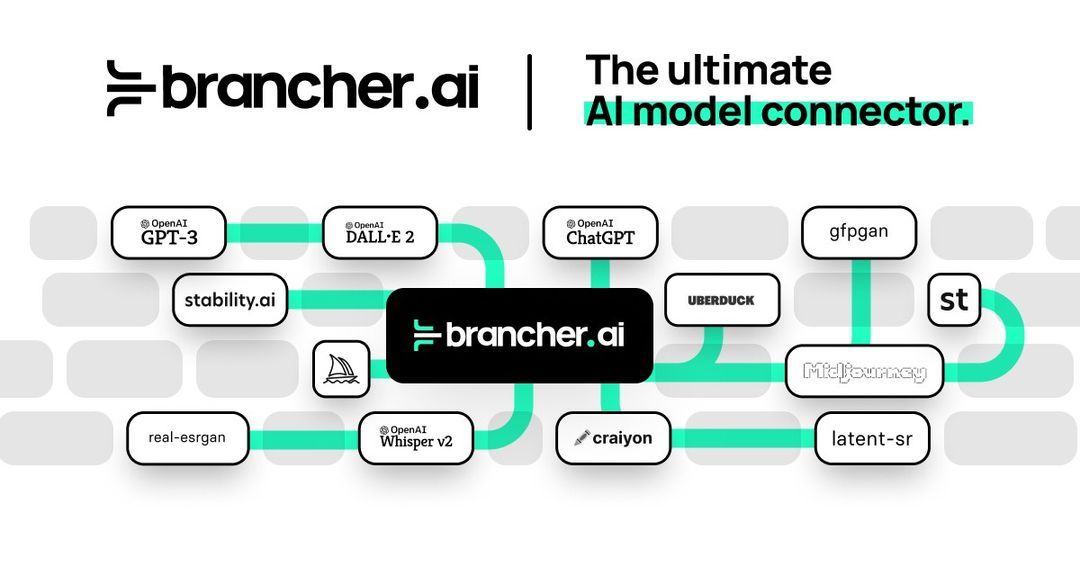 brancher.ai
The ultimate
AI model connector.
OpenAI
GPT-3
OpenAI
DALL·E 2
OpenAI
ChatGPT
gfpgan
stability.ai
UBERDUCK
st
brancher.ai
Midjourney
real-esrgan
OpenAI
Whisper v2
craiyon
latent-sr